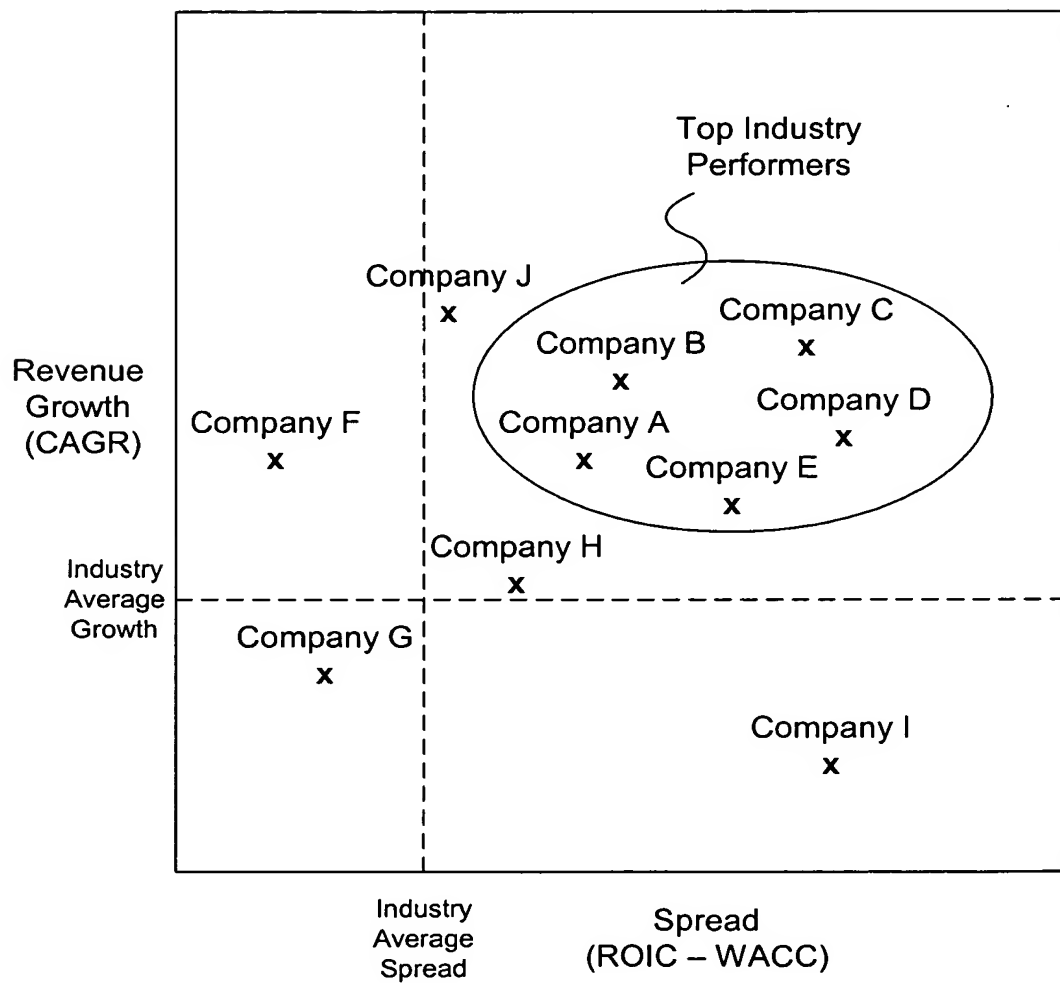 Top Industry
Performers
Company J
Company C
Company B
Revenue
Growth
(CAGR)
Company D
Company F
Company A
Company E
Company H
Industry
Average
Growth
Company G
Company I
Industry
Average
Spread
Spread
(ROIC – WACC)
x
x
x
x
x
x
x
x
x
x